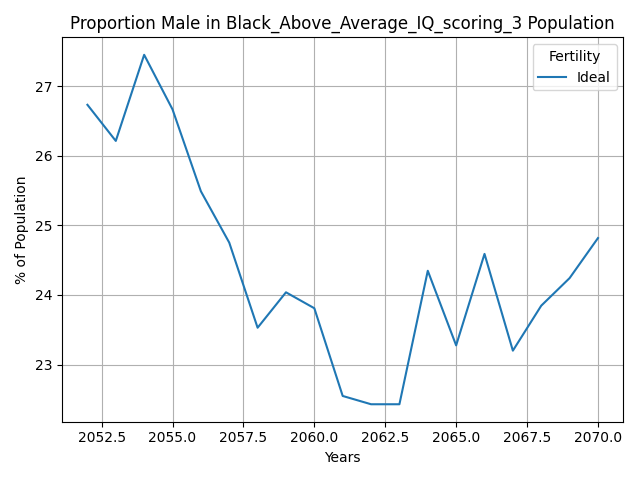 Proportion Male in Black_Above_Average_IQ_scoring_3 Population
Fertility
Ideal
% of Population
27
26
25
24
23
2052.5 2055.0 2057.5 2060.0 2062.5 2065.0 2067.5 2070.0
Years